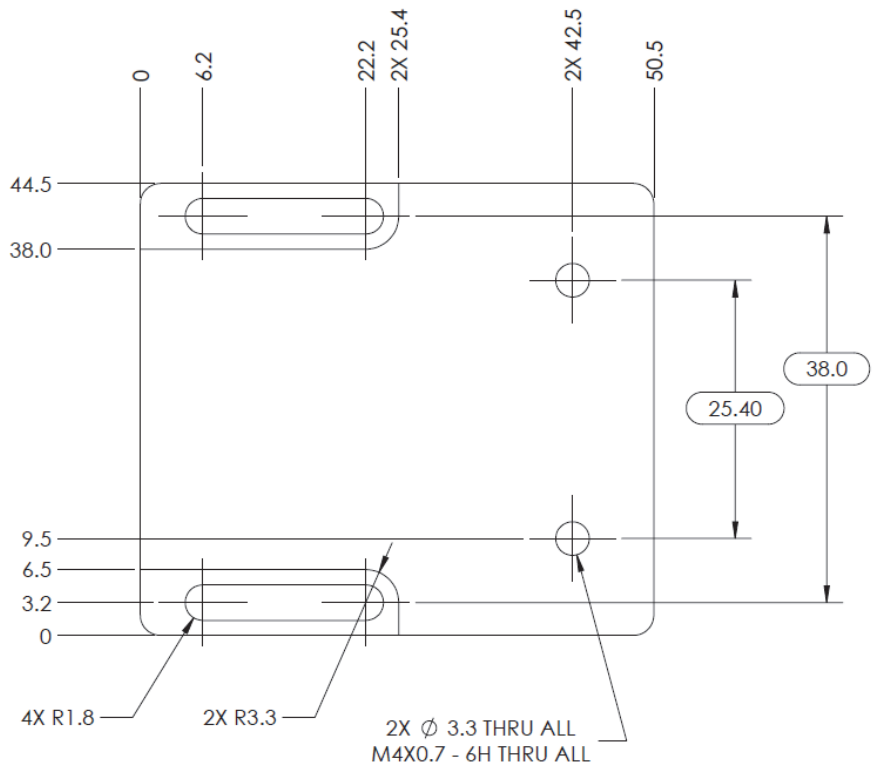 0
6.2
22.2
2X 25.4
2X 42.5
50.5
44.5
38.0
38.0
25.40
9.5
6.5
3.2
0
4X R1.8
2X R3.3
2X ∅ 3.3 THRU ALL
M4X0.7 - 6H THRU ALL